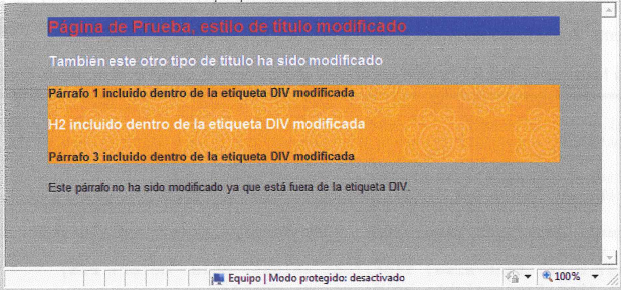 Página de Prueba, estilo de titulo modificado
También este otro tipo de titulo ha sido modificado
Párrafo 1 incluido dentro de la etiqueta DIV modificada
H2 incluido dentro de la etiqueta DIV modificada
Párrafo 3 incluido dentro de la etiqueta DIV modificada
Este párrafo no ha sido modificado ya que está fuera de la etiqueta DIV.
Equipo | Modo protegido: desactivado
100%